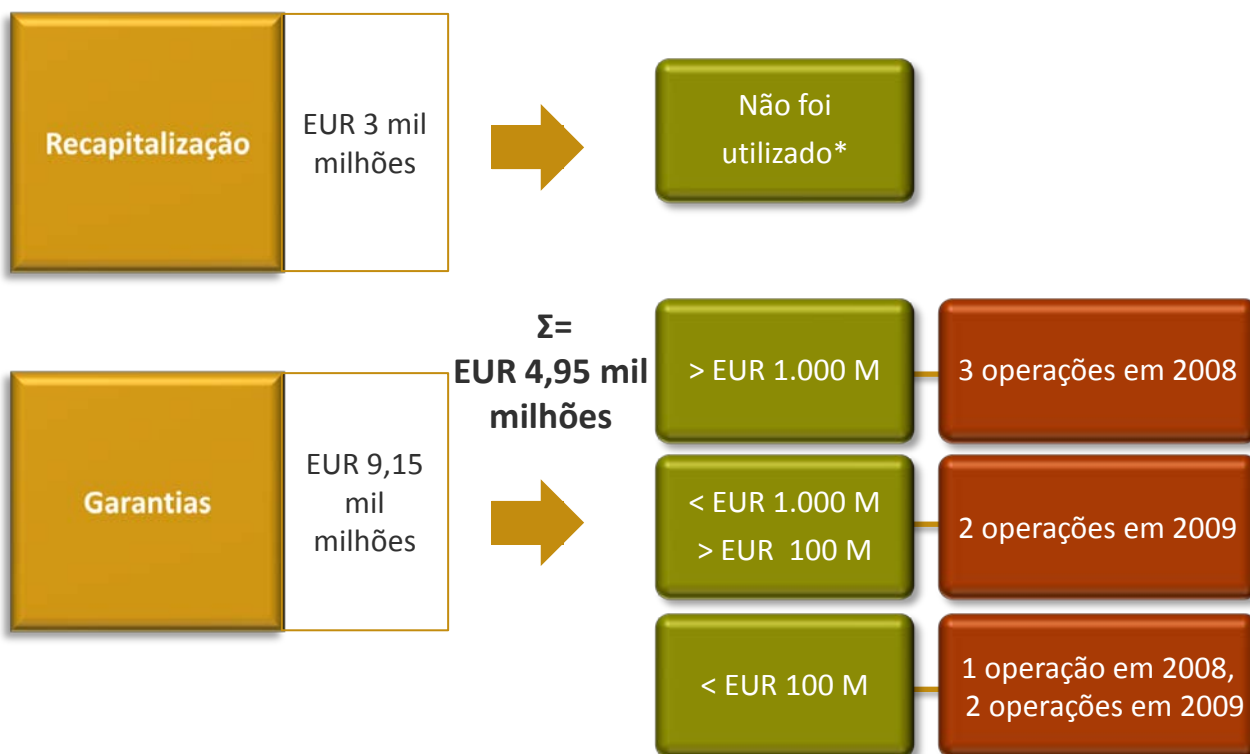 Recapitalização
EUR 3 mil
milhões
Não foi
utilizado*
Σ=
EUR 4,95 mil
milhões
Garantias
EUR 9,15
mil
milhões
> EUR 1.000 M
3 operações em 2008
< EUR 1.000 M
> EUR 100 M
2 operações em 2009
< EUR 100 M
1 operação em 2008,
2 operações em 2009